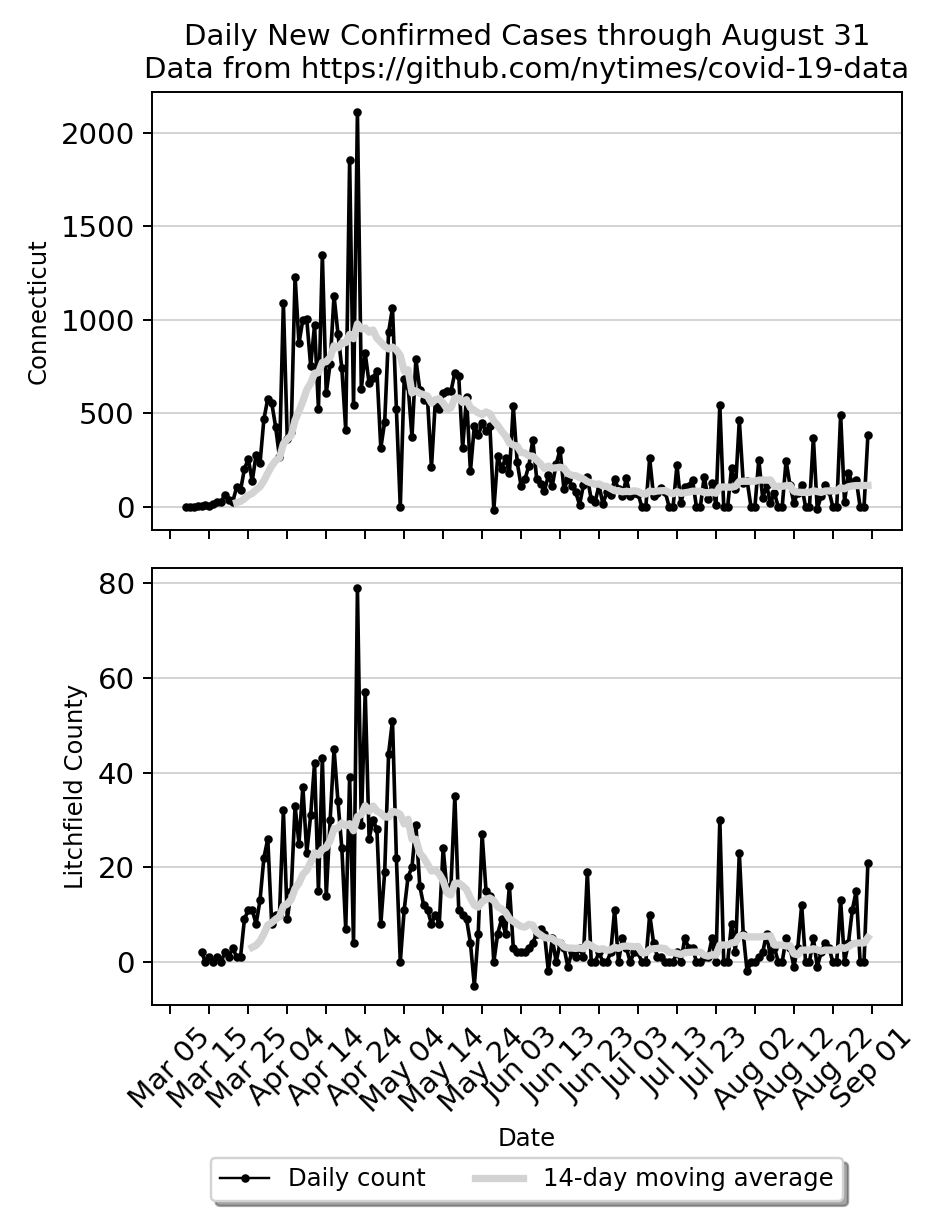 Daily New Confirmed Cases through August 31
Data from https://github.com/nytimes/covid-19-data
2000
1500
1000
500
0
Connecticut
80
60
40
20
0
Litchfield County
Mar 05
Mar 15
Mar 25
Apr 04
Apr 14
Apr 24
May 04
May 14
May 24
Jun 03
Jun 13
Jun 23
Jul 03
Jul 13
Jul 23
Aug 02
Aug 12
Aug 22
Sep 01
Date
Daily count
14-day moving average